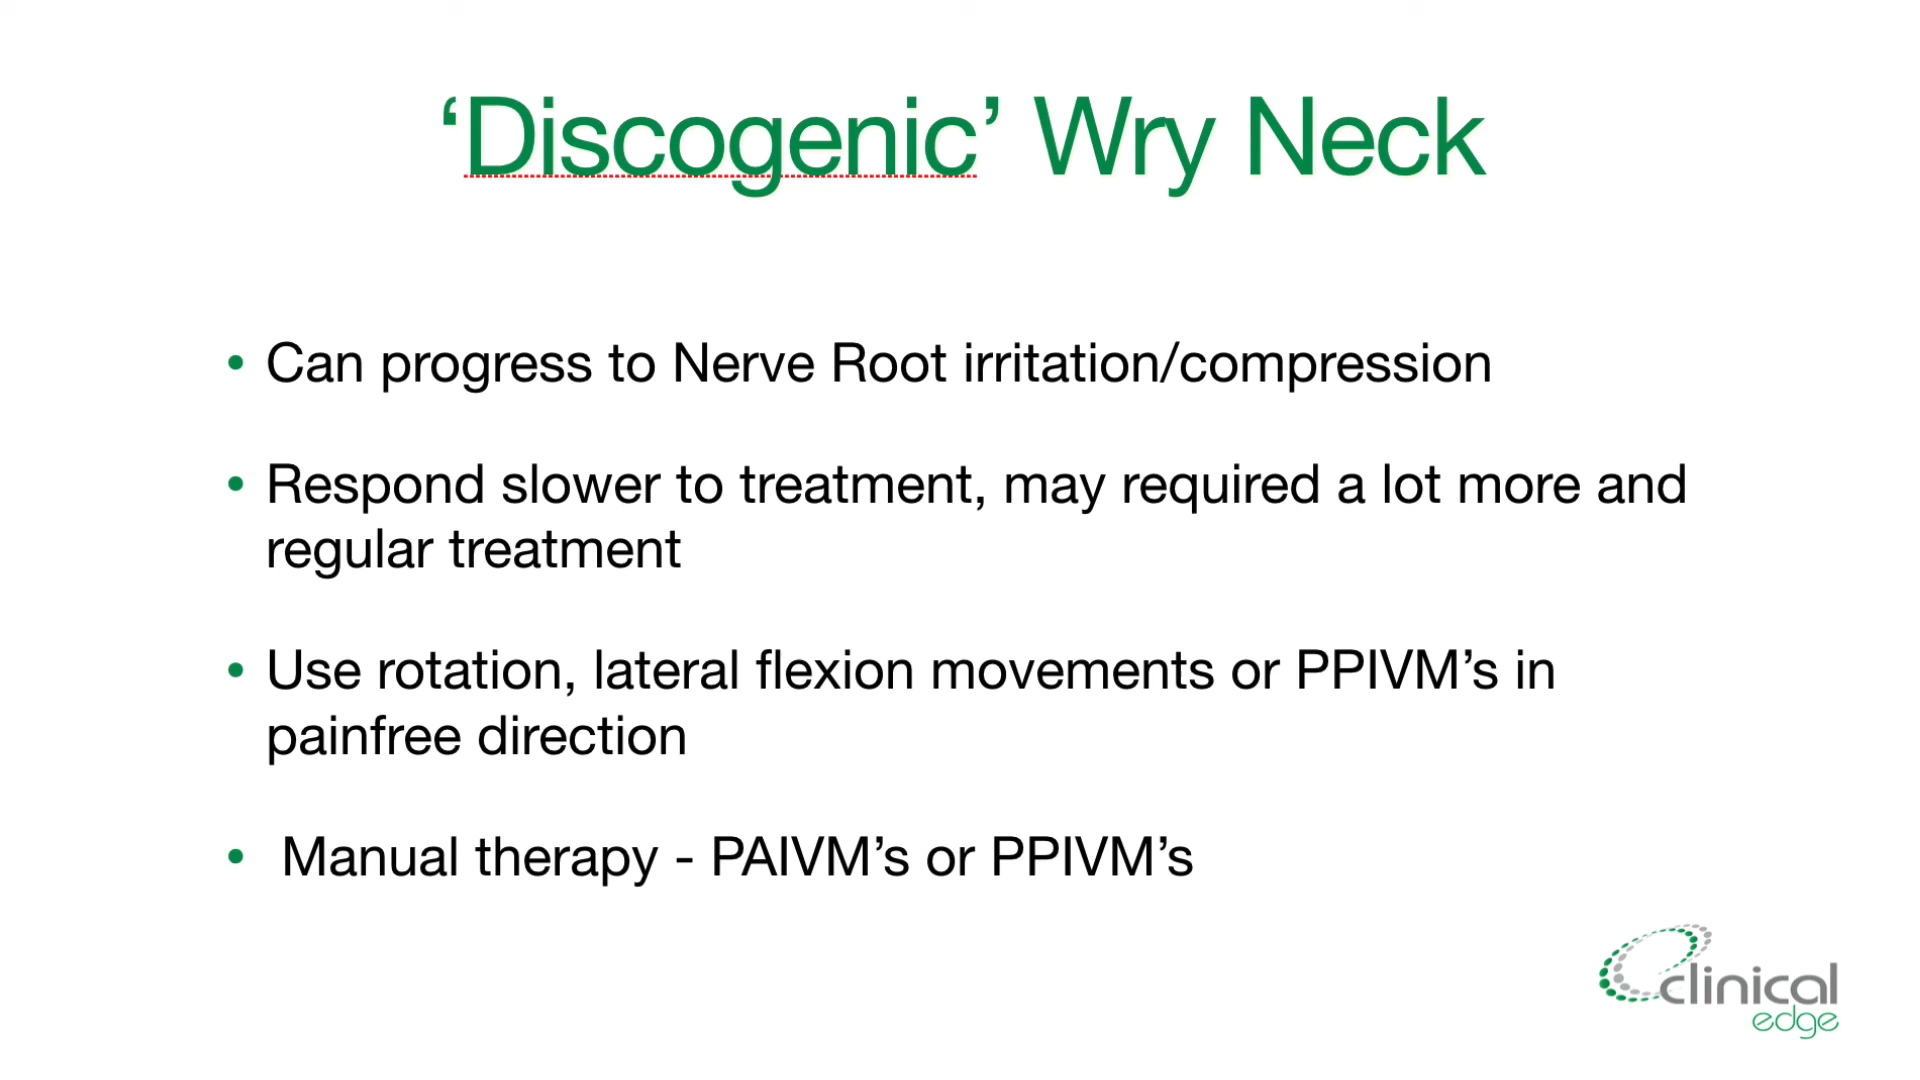 ‘Discogenic’ Wry Neck
• Can progress to Nerve Root irritation/compression
• Respond slower to treatment, may required a lot more and
regular treatment
• Use rotation, lateral flexion movements or PPIVM’s in
painfree direction
• Manual therapy - PAIVM’s or PPIVM’s
clinical
edge